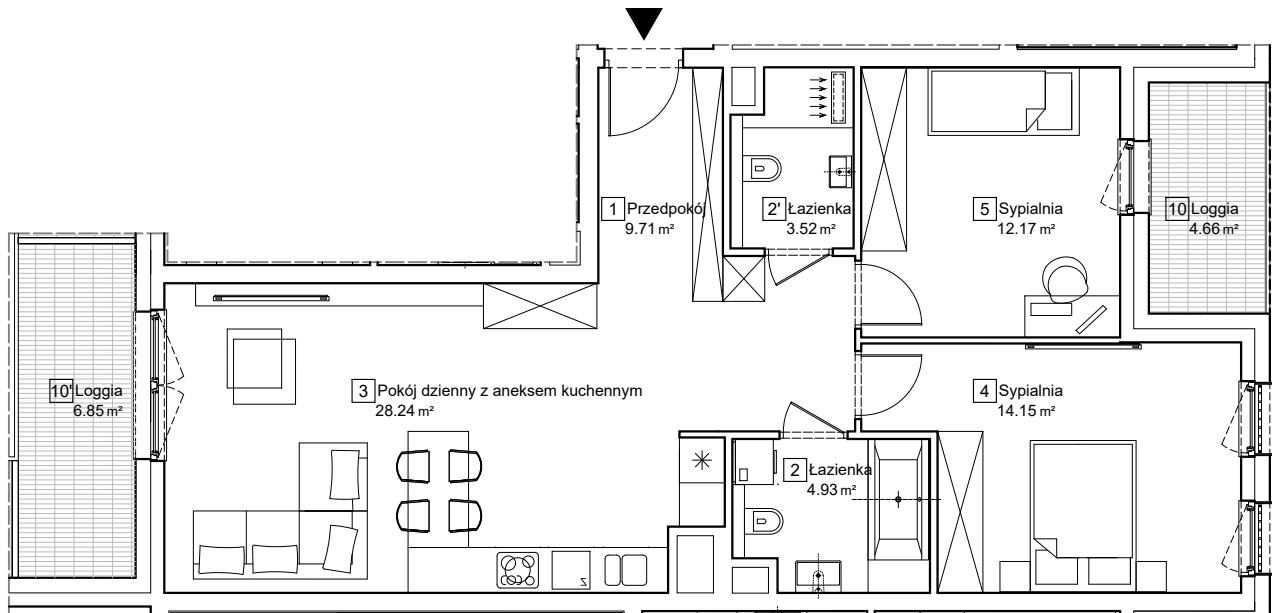 1 Przedpokój
9.71 m²
2' Łazienka
3.52 m²
5 Sypialnia
12.17 m²
10 Loggia
4.66 m²
10' Loggia
6.85 m²
3 Pokój dzienny z aneksem kuchennym
28.24 m²
4 Sypialnia
14.15 m²
2 Łazienka
4.93 m²
Z